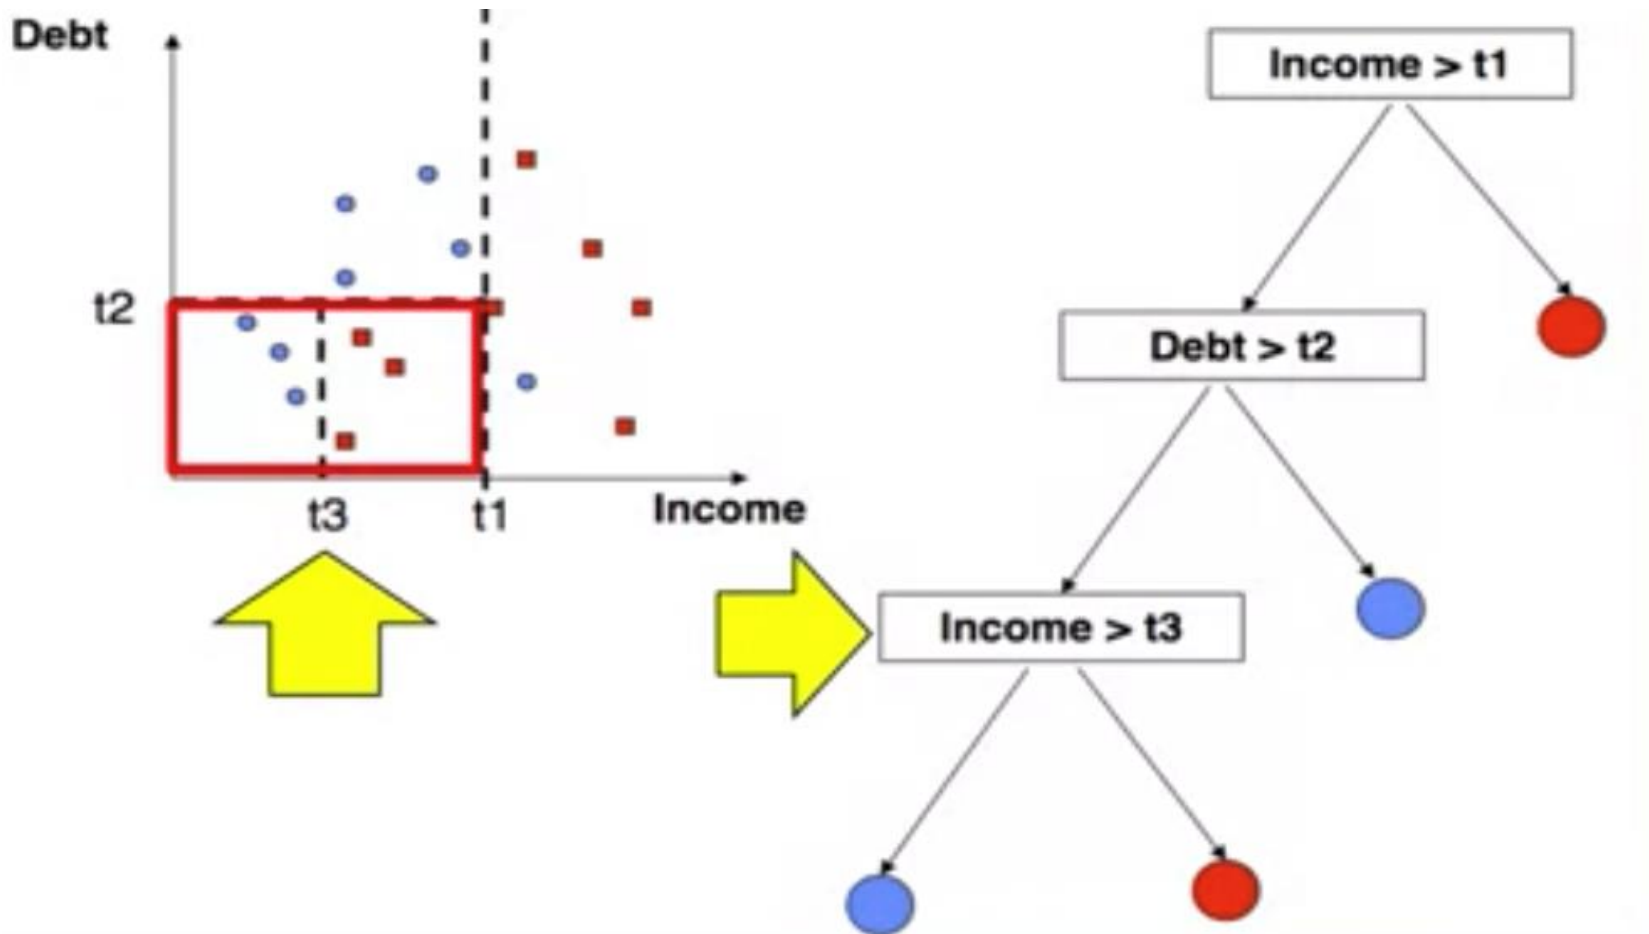 Debt
t2
t3
t1
Income
Income > t1
Debt > t2
Income > t3